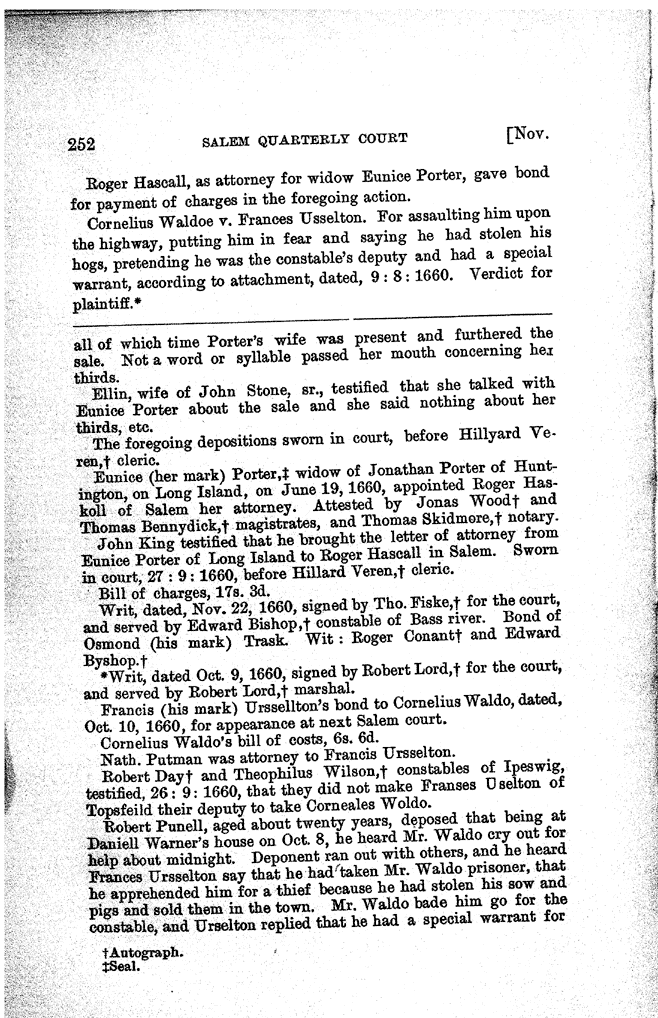 252 SALEM QUARTERLY COURT [Nov.
Roger Hascall, as attorney for widow Eunice Porter, gave bond
for payment of charges in the foregoing action.
Cornelius Waldoe v. Frances Usselton. For assaulting him upon
the highway, putting him in fear and saying he had stolen his
hogs, pretending he was the constable's deputy and had a special
warrant, according to attachment, dated, 9 : 8 : 1660. Verdict for
plaintiff.*
all of which time Porter's wife was present and furthered the
sale. Not a word or syllable passed her mouth concerning her
thirds.
Ellin, wife of John Stone, sr., testified that she talked with
Eunice Porter about the sale and she said nothing about her
thirds, etc.
The foregoing depositions sworn in court, before Hillyard Ve-
ren,† cleric.
Eunice (her mark) Porter,‡ widow of Jonathan Porter of Hunt-
ington, on Long Island, on June 19, 1660, appointed Roger Has-
koll of Salem her attorney. Attested by Jonas Wood† and
Thomas Bennydick,† magistrates, and Thomas Skidmore,† notary.
John King testified that he brought the letter of attorney from
Eunice Porter of Long Island to Roger Hascall in Salem. Sworn
in court, 27 : 9 : 1660, before Hillard Veren,† cleric.
Bill of charges, 17s. 3d.
Writ, dated, Nov. 22, 1660, signed by Tho. Fiske,† for the court,
and served by Edward Bishop,† constable of Bass river. Bond of
Osmond (his mark) Trask. Wit : Roger Conant† and Edward
Byshop.†
*Writ, dated Oct. 9, 1660, signed by Robert Lord,† for the court,
and served by Robert Lord,† marshal.
Francis (his mark) Urssellton's bond to Cornelius Waldo, dated,
Oct. 10, 1660, for appearance at next Salem court.
Cornelius Waldo's bill of costs, 6s. 6d.
Nath. Putman was attorney to Francis Ursselton.
Robert Day† and Theophilus Wilson,† constables of Ipeswig,
testified, 26 : 9 : 1660, that they did not make Franses Uselton of
Topsfeild their deputy to take Corneales Woldo.
Robert Punell, aged about twenty years, deposed that being at
Daniell Warner's house on Oct. 8, he heard Mr. Waldo cry out for
help about midnight. Deponent ran out with others, and he heard
Frances Ursselton say that he had taken Mr. Waldo prisoner, that
he apprehended him for a thief because he had stolen his sow and
pigs and sold them in the town. Mr. Waldo bade him go for the
constable, and Urselton replied that he had a special warrant for
†Autograph.
‡Seal.